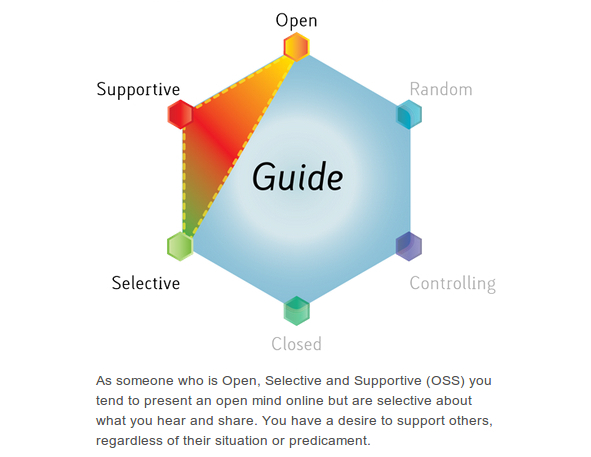 Open
Supportive
Random
Guide
Selective
Controlling
Closed
As someone who is Open, Selective and Supportive (OSS) you
tend to present an open mind online but are selective about
what you hear and share. You have a desire to support others,
regardless of their situation or predicament.